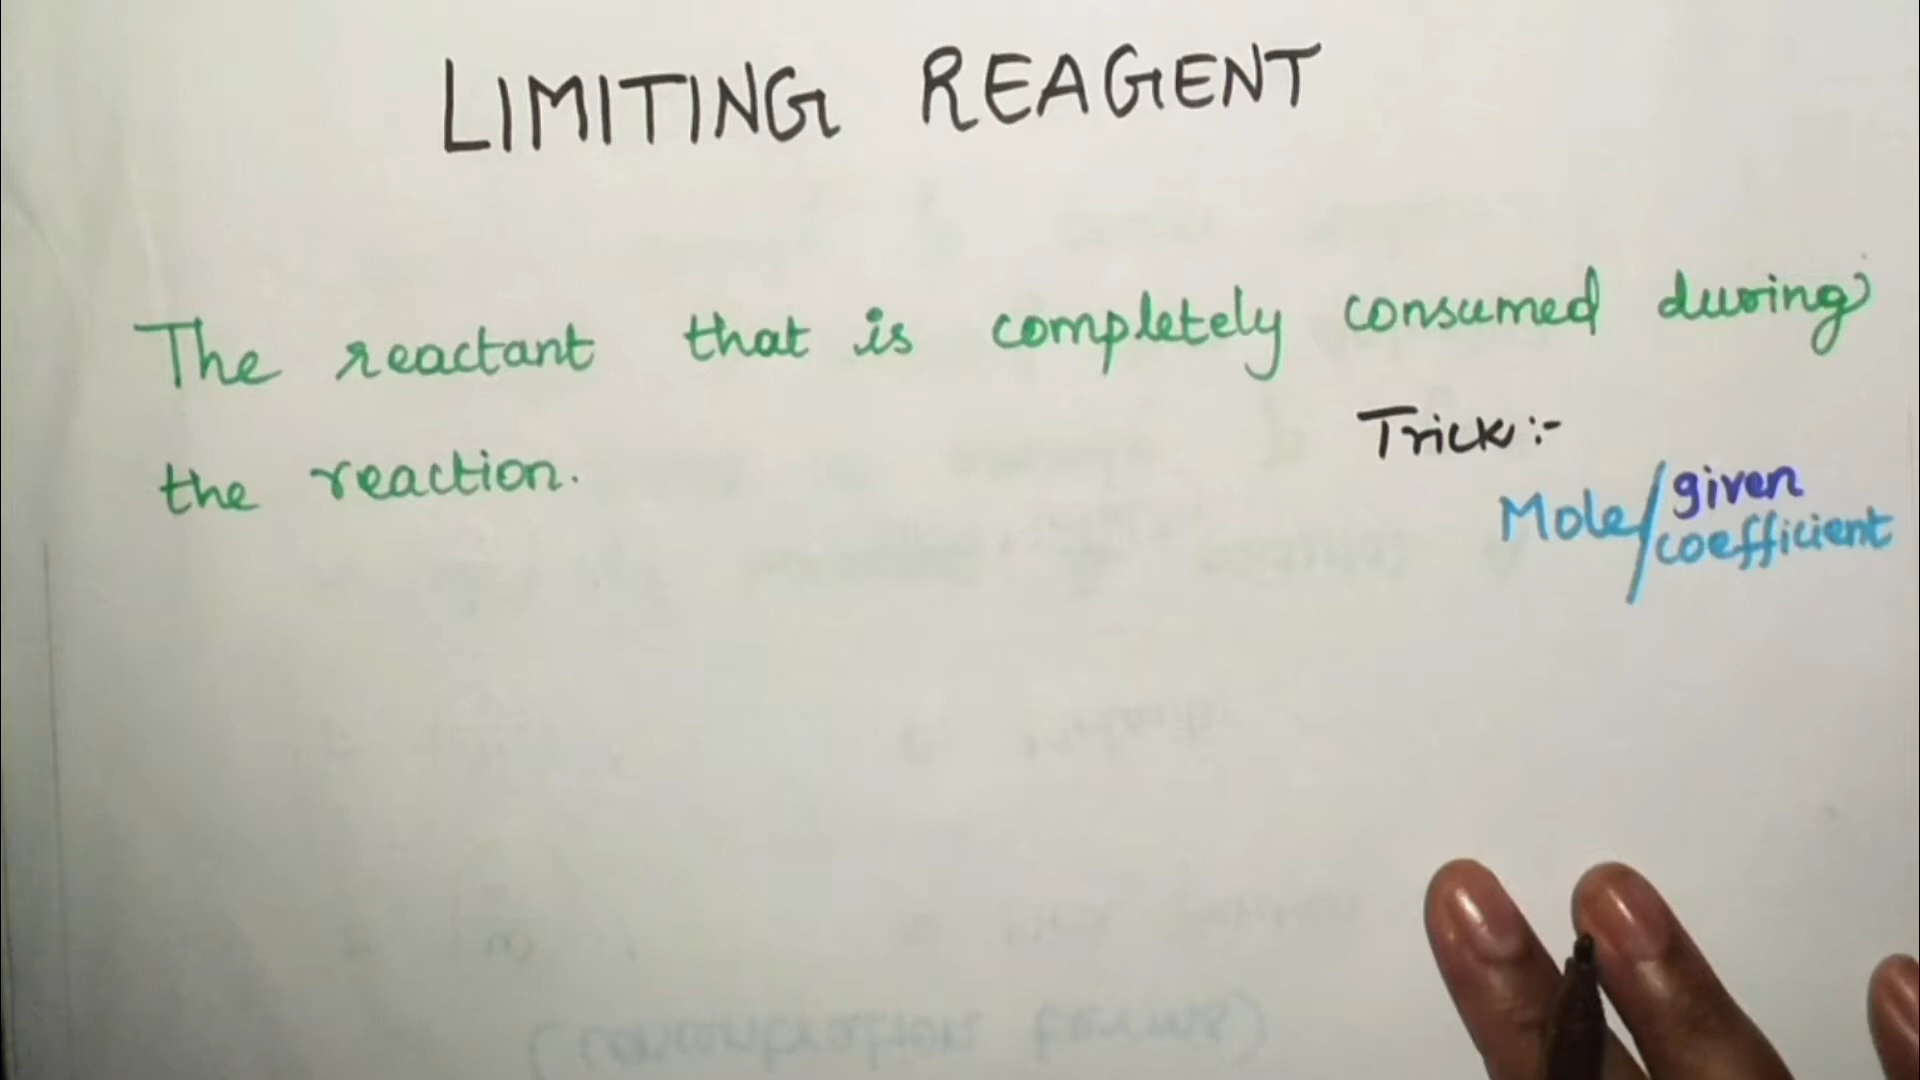 LIMITING REAGENT
The reactant that is completely consumed during
the reaction.
Trick:-
Mole/given
coefficient